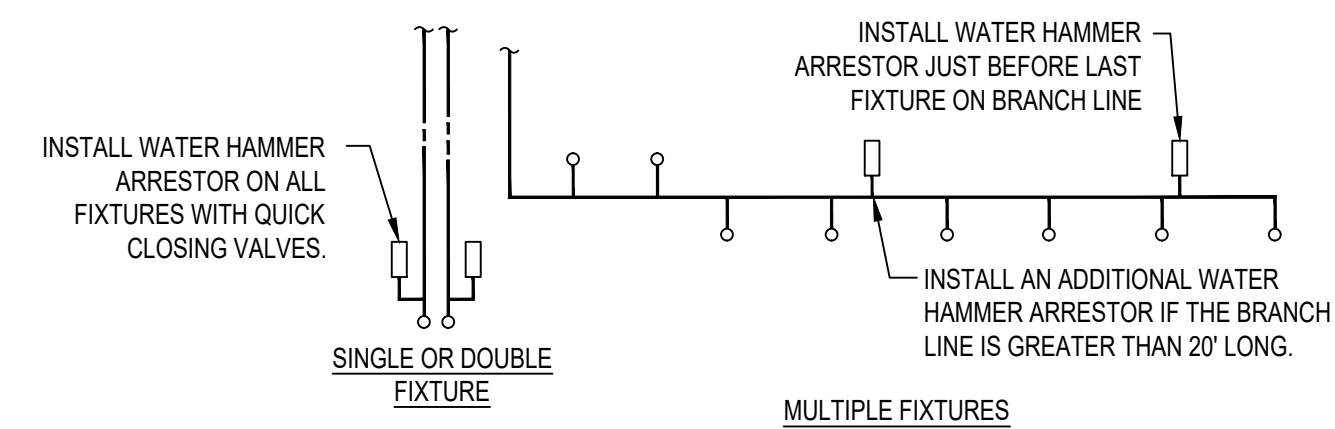 INSTALL WATER HAMMER
ARRESTOR ON ALL
FIXTURES WITH QUICK
CLOSING VALVES.
SINGLE OR DOUBLE
FIXTURE
INSTALL WATER HAMMER
ARRESTOR JUST BEFORE LAST
FIXTURE ON BRANCH LINE
INSTALL AN ADDITIONAL WATER
HAMMER ARRESTOR IF THE BRANCH
LINE IS GREATER THAN 20' LONG.
MULTIPLE FIXTURES